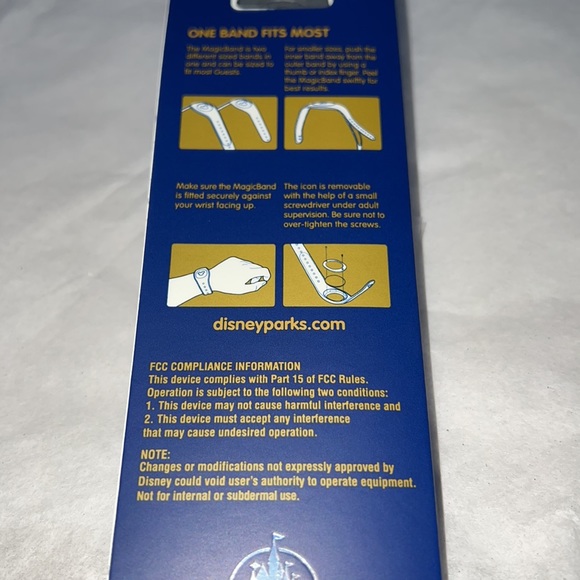 ONE BAND FITS MOST
The MagicBand is two
different sized bands in
one and can be sized to
fit most Guests
For smaller sizes, push the
inner band away from the
outer band by using a
thumb or index finger. Peel
the MagicBand swiftly for
best results.
Make sure the MagicBand
is fitted securely against
your wrist facing up.
The icon is removable
with the help of a small
screwdriver under adult
supervision. Be sure not to
over-tighten the screws.
disneyparks.com
FCC COMPLIANCE INFORMATION
This device complies with Part 15 of FCC Rules.
Operation is subject to the following two conditions:
1. This device may not cause harmful interference and
2. This device must accept any interference
that may cause undesired operation.
NOTE:
Changes or modifications not expressly approved by
Disney could void user's authority to operate equipment.
Not for internal or subdermal use.